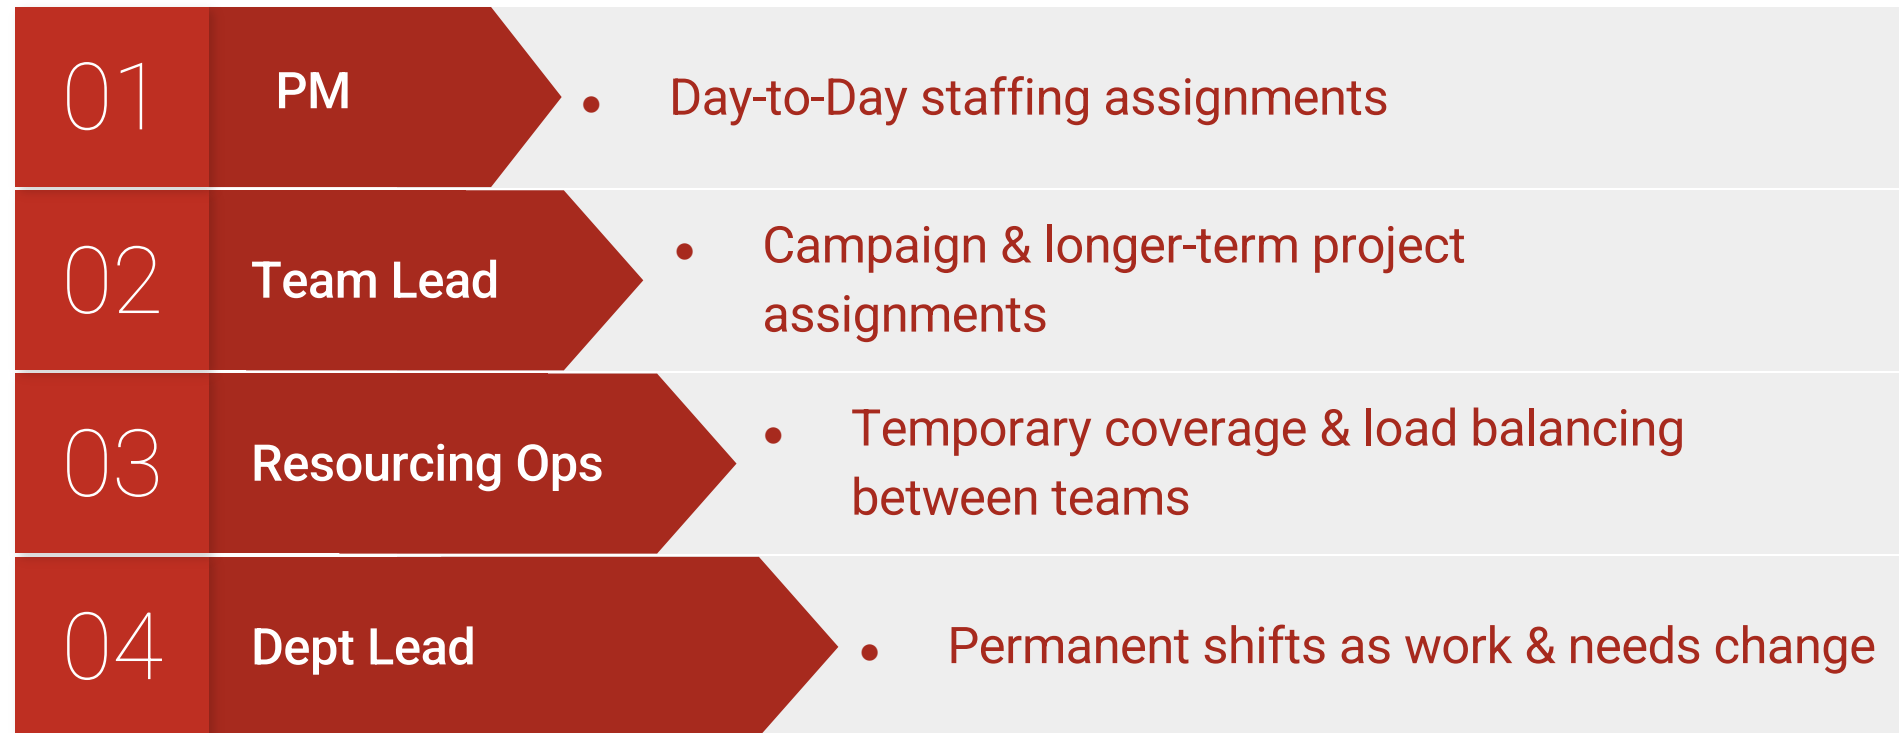 01
PM
• Day-to-Day staffing assignments
02
Team Lead
• Campaign & longer-term project
assignments
03
Resourcing Ops
• Temporary coverage & load balancing
between teams
04
Dept Lead
• Permanent shifts as work & needs change